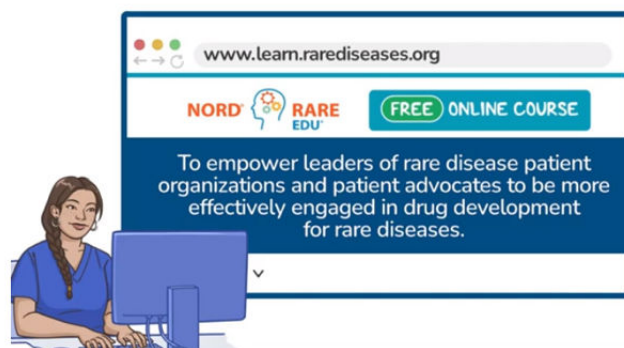 www.learn.rarediseases.org
NORD® RARE EDU® FREE ONLINE COURSE
To empower leaders of rare disease patient
organizations and patient advocates to be more
effectively engaged in drug development
for rare diseases.